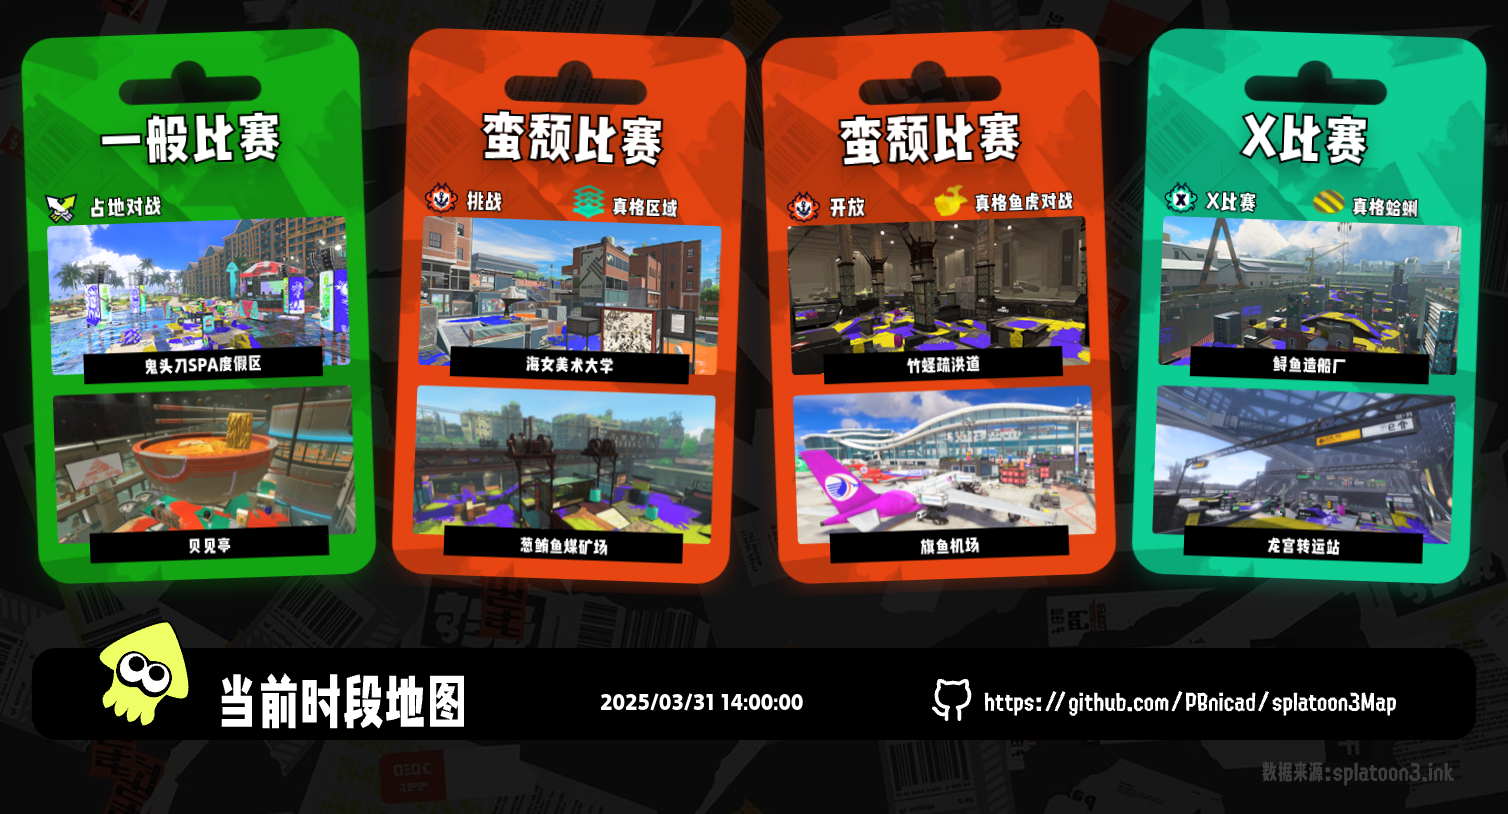 一般比赛
占地对战
鬼头刀SPA度假区
贝见亭
蛮颓比赛
挑战
真格区域
海女美术大学
葱鲔鱼煤矿场
蛮颓比赛
开放
真格鱼虎对战
竹蛏疏洪道
旗鱼机场
X比赛
X比赛
真格蛤蜊
鲟鱼造船厂
龙宫转运站
当前时段地图
2025/03/31 14:00:00
https://github.com/PBnicad/splatoon3Map
数据来源:splatoon3.ink